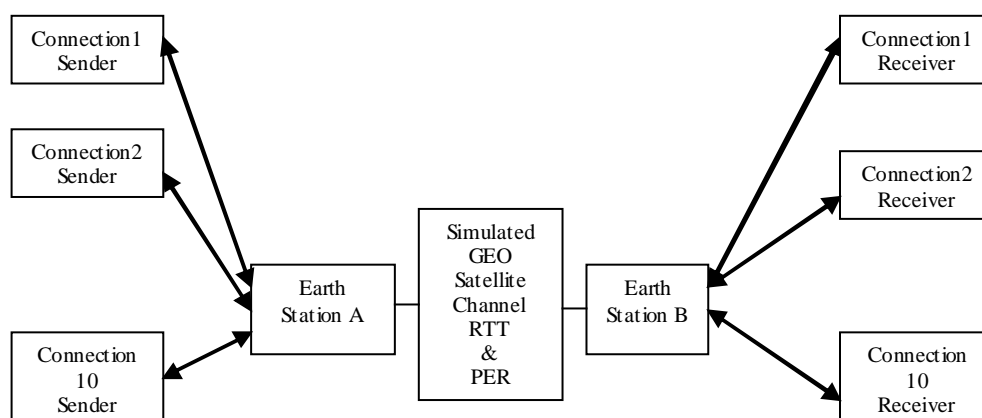 Connection1
Sender
Connection2
Sender
Connection
10
Sender
Earth
Station A
Simulated
GEO
Satellite
Channel
RTT
&
PER
Earth
Station B
Connection1
Receiver
Connection2
Receiver
Connection
10
Receiver